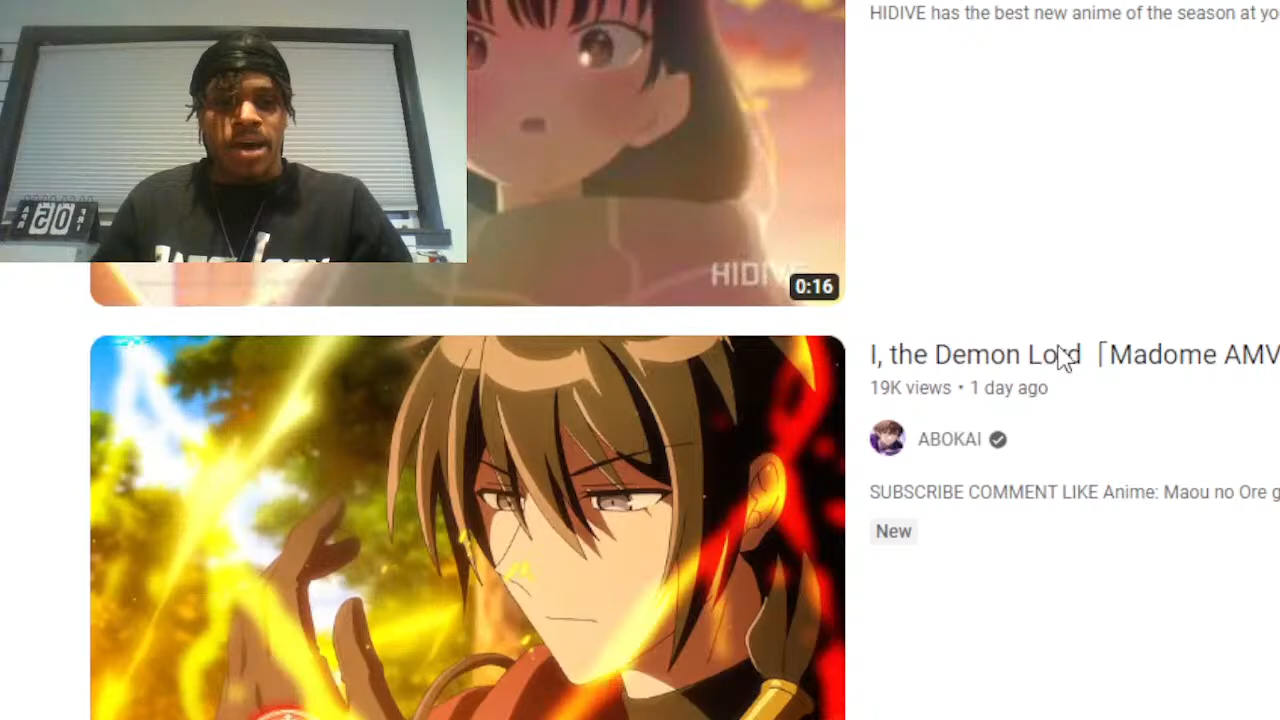 HIDIVE has the best new anime of the season at yo
05
HIDIVE
0:16
I, the Demon Lord「Madome AMV
19K views • 1 day ago
ABOKAI
SUBSCRIBE COMMENT LIKE Anime: Maou no Ore g
New